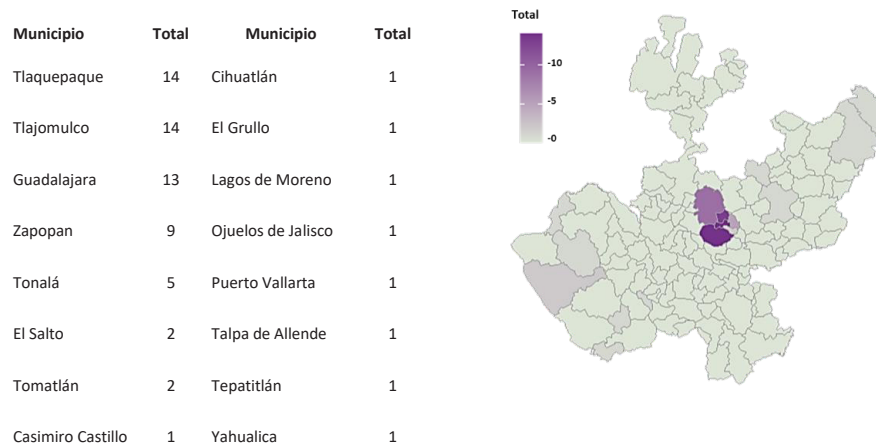 Municipio Total Municipio Total
Tlaquepaque 14 Cihuatlán 1
Tlajomulco 14 El Grullo 1
Guadalajara 13 Lagos de Moreno 1
Zapopan 9 Ojuelos de Jalisco 1
Tonalá 5 Puerto Vallarta 1
El Salto 2 Talpa de Allende 1
Tomatlán 2 Tepatitlán 1
Casimiro Castillo 1 Yahualica 1
Total
-10
-5
-0